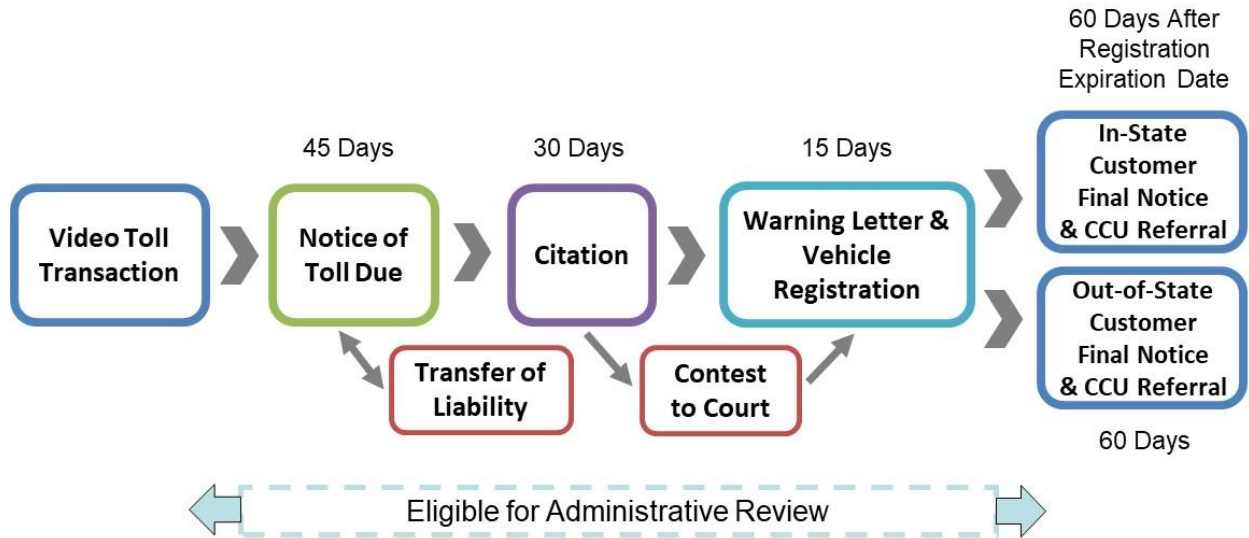 60 Days After
Registration
Expiration Date
45 Days
30 Days
15 Days
Video Toll
Transaction
Notice of
Toll Due
Citation
Warning Letter &
Vehicle
Registration
In-State
Customer
Final Notice
& CCU Referral
Out-of-State
Customer
Final Notice
& CCU Referral
60 Days
Transfer of
Liability
Contest
to Court
Eligible for Administrative Review